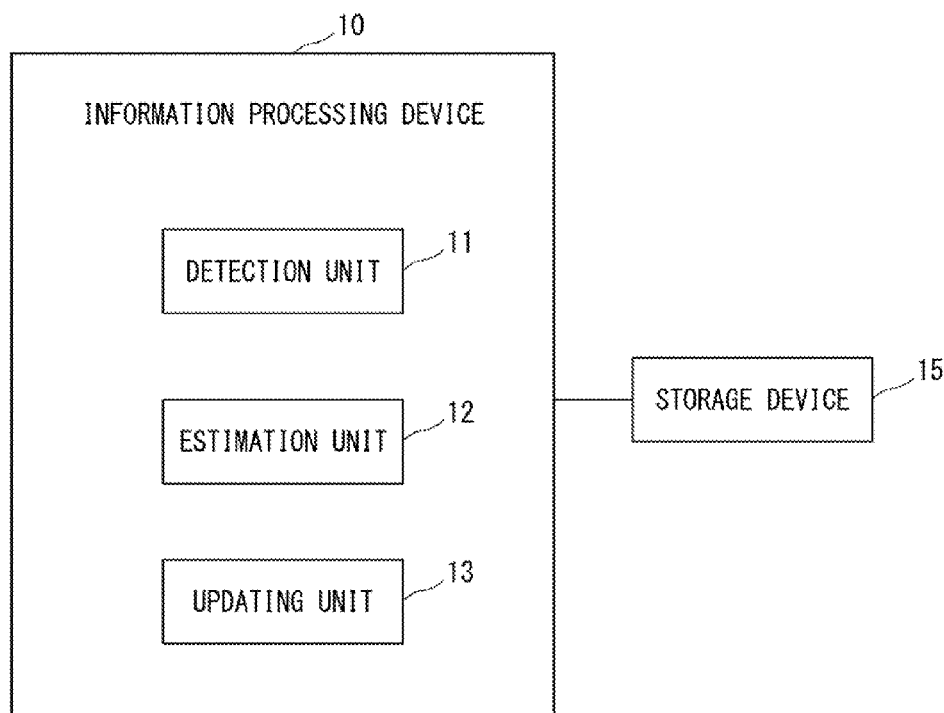 10
INFORMATION PROCESSING DEVICE
11
DETECTION UNIT
15
STORAGE DEVICE
12
ESTIMATION UNIT
13
UPDATING UNIT